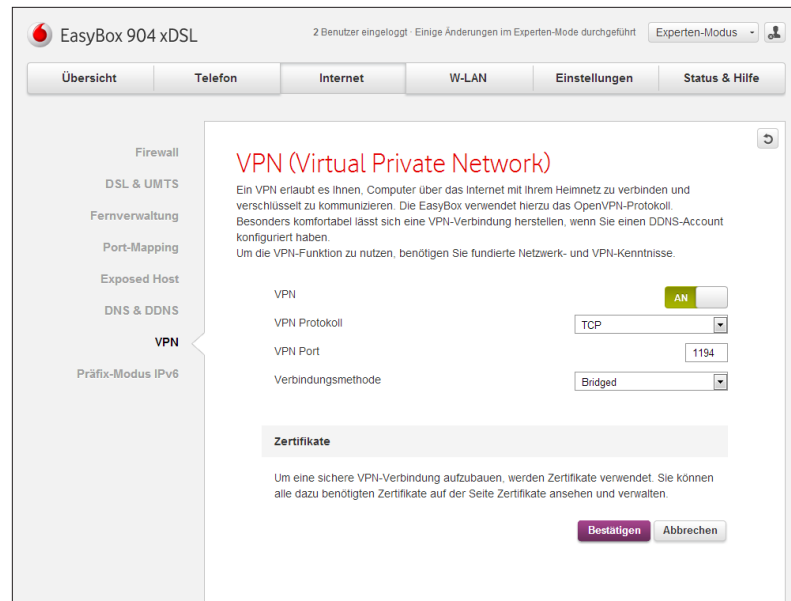 EasyBox 904 xDSL
2 Benutzer eingeloggt · Einige Änderungen im Experten-Mode durchgeführt
Experten-Modus
Übersicht
Telefon
Internet
W-LAN
Einstellungen
Status & Hilfe
Firewall
DSL & UMTS
Fernverwaltung
Port-Mapping
Exposed Host
DNS & DDNS
VPN
Präfix-Modus IPv6
VPN (Virtual Private Network)
Ein VPN erlaubt es Ihnen, Computer über das Internet mit Ihrem Heimnetz zu verbinden und
verschlüsselt zu kommunizieren. Die EasyBox verwendet hierzu das OpenVPN-Protokoll.
Besonders komfortabel lässt sich eine VPN-Verbindung herstellen, wenn Sie einen DDNS-Account
konfiguriert haben.
Um die VPN-Funktion zu nutzen, benötigen Sie fundierte Netzwerk- und VPN-Kenntnisse.
VPN
AN
VPN Protokoll
TCP
VPN Port
1194
Verbindungsmethode
Bridged
Zertifikate
Um eine sichere VPN-Verbindung aufzubauen, werden Zertifikate verwendet. Sie können
alle dazu benötigten Zertifikate auf der Seite Zertifikate ansehen und verwalten.
Bestätigen
Abbrechen